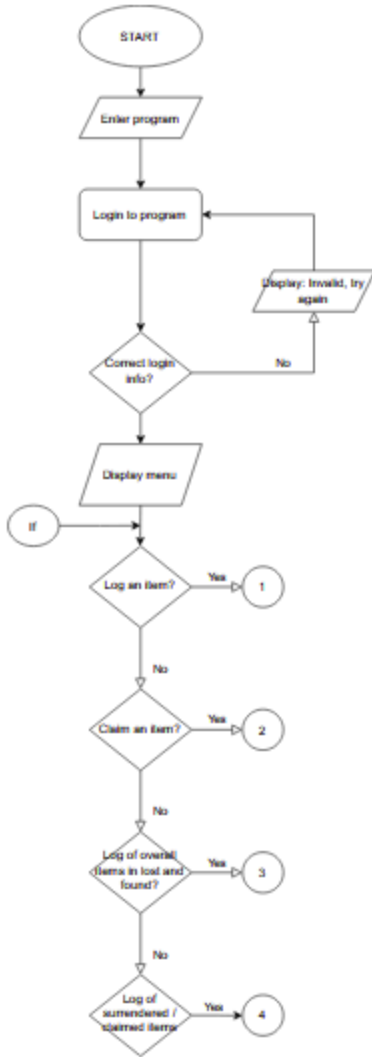 START
Enter program
Login to program
Display: Invalid, try
again
Correct login
info?
No
Display menu
If
Log an item?
Yes
1
No
Claim an item?
Yes
2
No
Log of overall
items in lost and
found?
Yes
3
No
Log of
surrendered /
claimed items
Yes
4